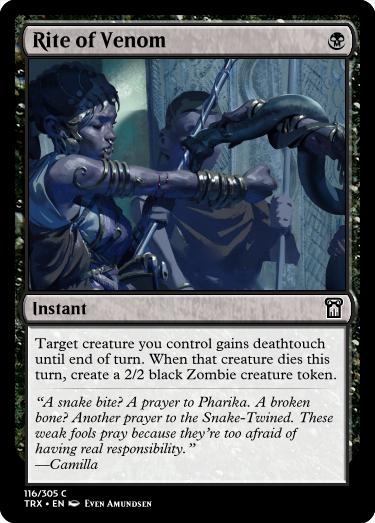 Rite of Venom
Instant
Target creature you control gains deathtouch
until end of turn. When that creature dies this
turn, create a 2/2 black Zombie creature token.
“A snake bite? A prayer to Pharika. A broken
bone? Another prayer to the Snake-Twined. These
weak fools pray because they’re too afraid of
having real responsibility.”
—Camilla
116/305 C
TRX • EN Even Amundsen